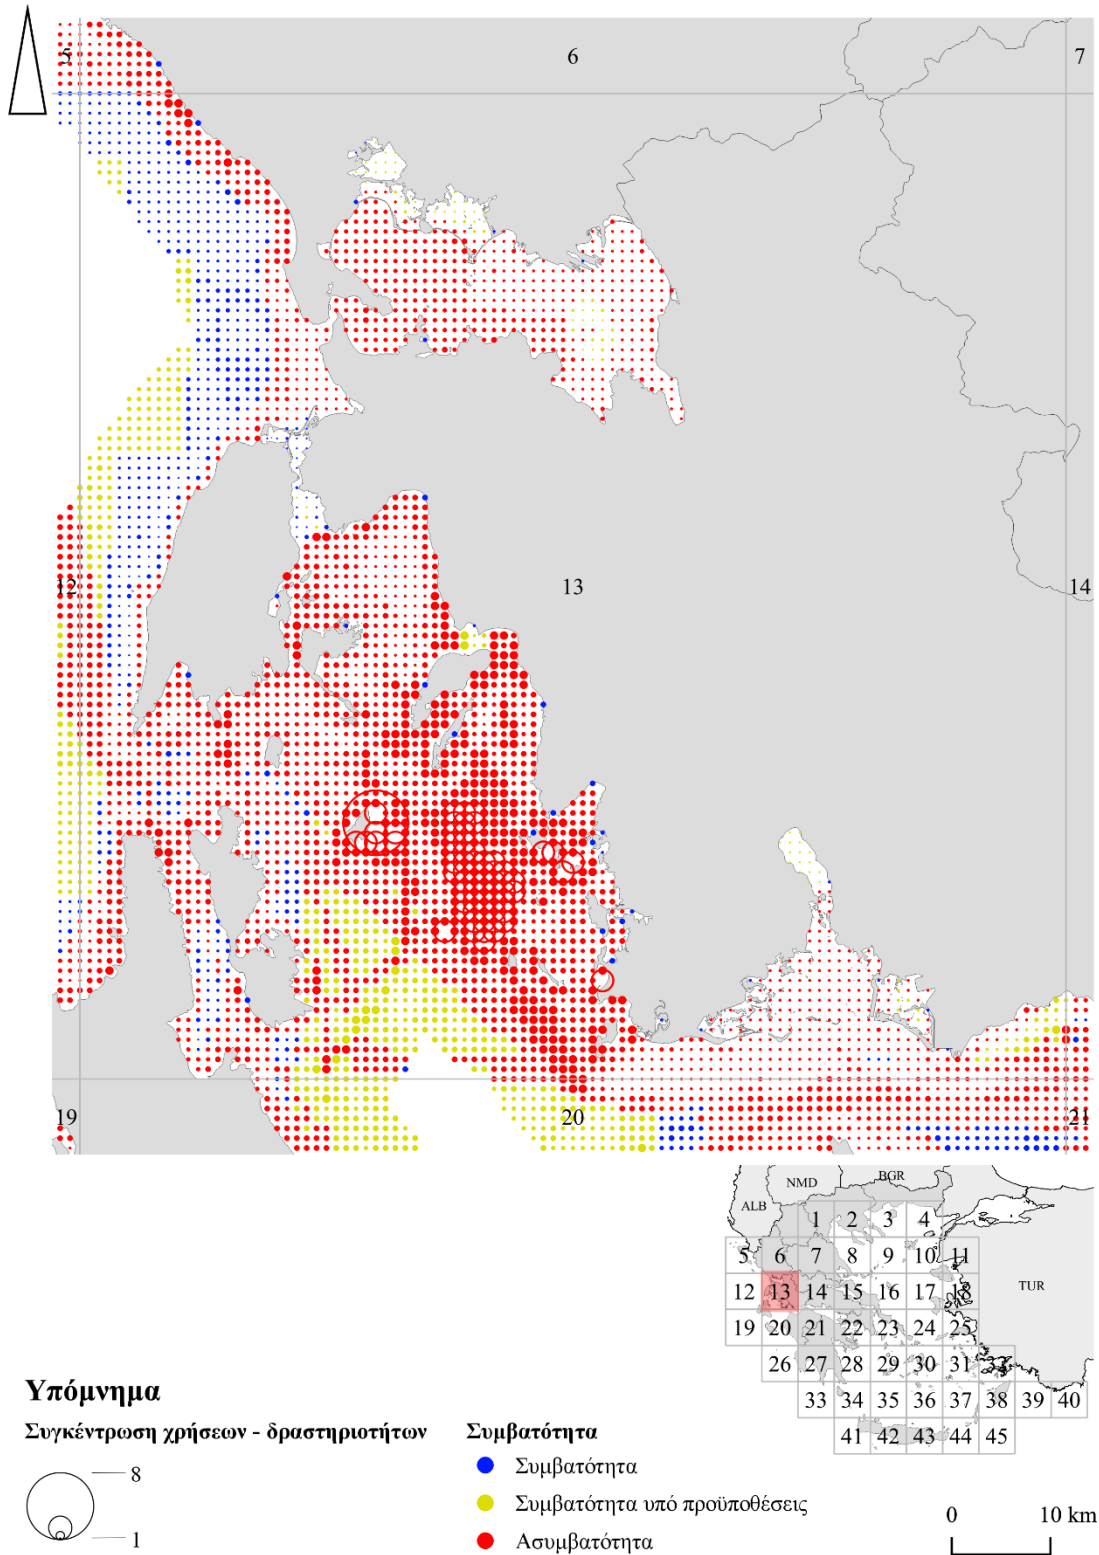 5 6 7
12 13 14
19 20 21
NMD BGR
ALB
1 2 3 4
5 6 7 8 9 10 11
TUR
12 13 14 15 16 17 18
19 20 21 22 23 24 25
26 27 28 29 30 31 32
33 34 35 36 37 38 39 40
41 42 43 44 45
Υπόμνημα
Συγκέντρωση χρήσεων - δραστηριοτήτων
8
1
Συμβατότητα
Συμβατότητα
Συμβατότητα υπό προϋποθέσεις
Ασυμβατότητα
0 10 km